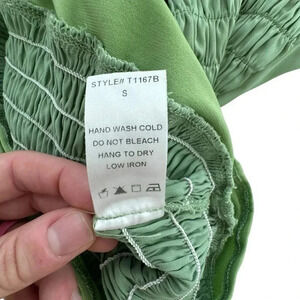 STYLE# T1167B
S
HAND WASH COLD
DO NOT BLEACH
HANG TO DRY
LOW IRON